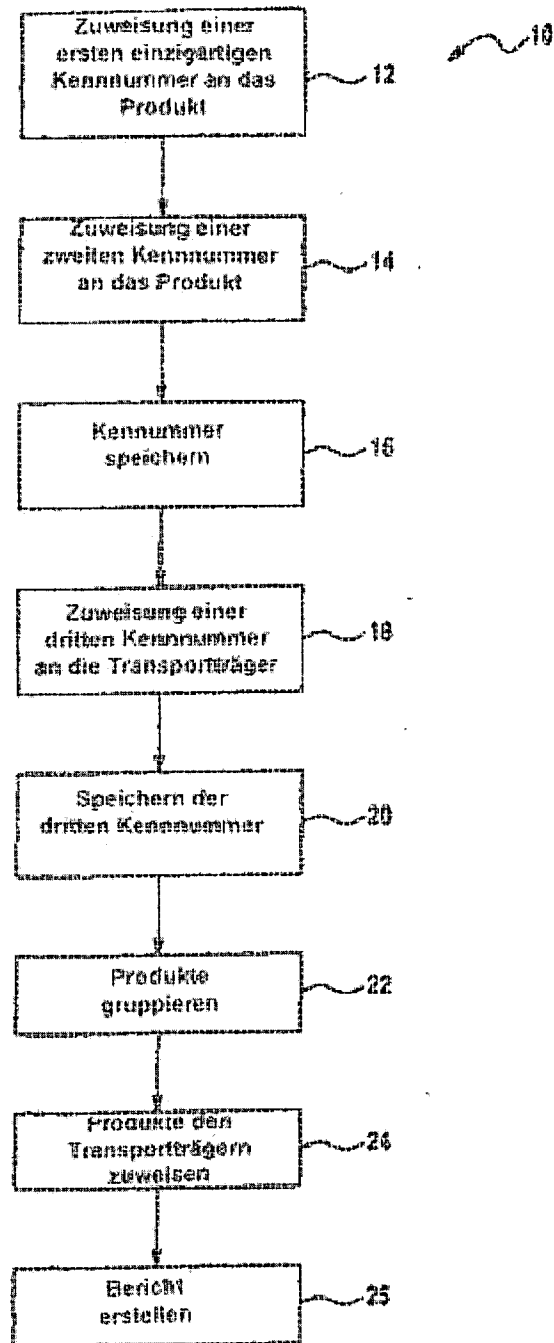 10
Zuweisung einer
ersten einzigartigen
Kennnummer an das
Produkt
12
Zuweisung einer
zweiten Kennnummer
an das Produkt
14
Kennummer
speichern
16
Zuweisung einer
dritten Kennnummer
an die Transportträger
18
Speichern der
dritten Kennnummer
20
Produkte
gruppieren
22
Produkte den
Transportträgern
zuweisen
24
Bericht
erstellen
25